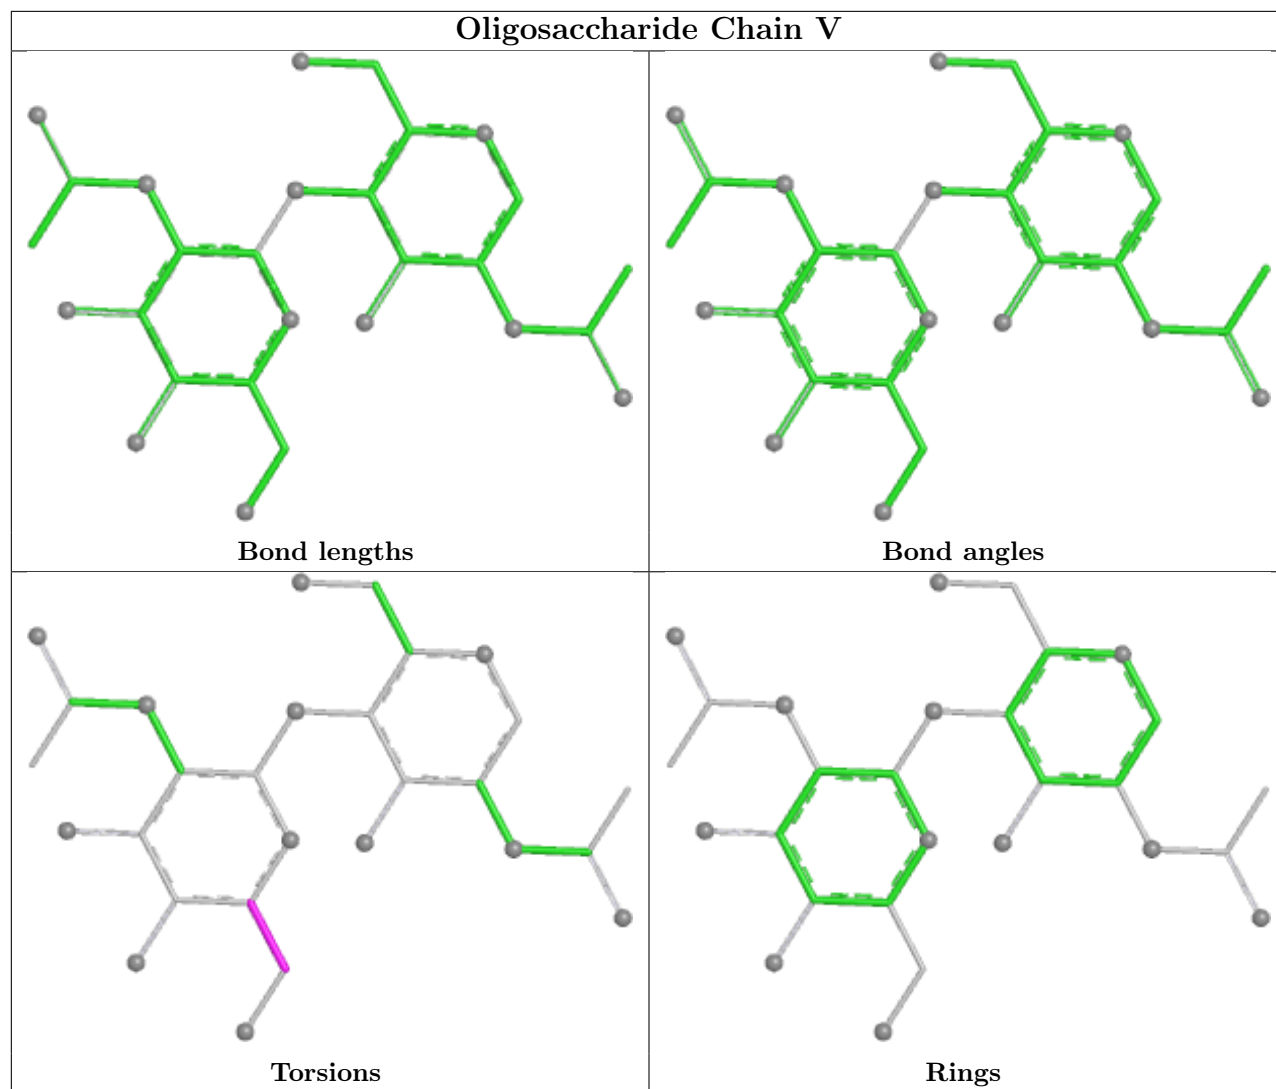 Oligosaccharide Chain V
Bond lengths
Bond angles
Torsions
Rings